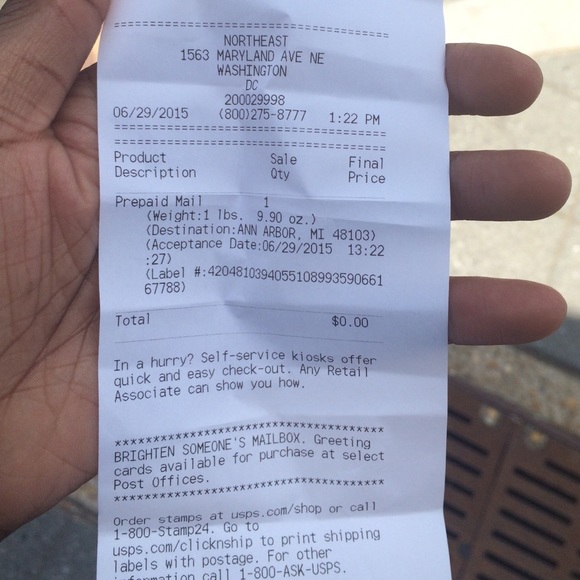 ========================================
NORTHEAST
1563 MARYLAND AVE NE
WASHINGTON
DC
200029998
06/29/2015 (800)275-8777 1:22 PM
========================================
========================================
Product Sale Final
Description Qty Price
Prepaid Mail 1
(Weight:1 lbs. 9.90 oz.)
(Destination:ANN ARBOR, MI 48103)
(Acceptance Date:06/29/2015 13:22
:27)
(Label #:4204810394055108993590661
67788)
Total $0.00
In a hurry? Self-service kiosks offer
quick and easy check-out. Any Retail
Associate can show you how.
****************************************
BRIGHTEN SOMEONE'S MAILBOX. Greeting
cards available for purchase at select
Post Offices.
****************************************
Order stamps at usps.com/shop or call
1-800-Stamp24. Go to
usps.com/clicknship to print shipping
labels with postage. For other
information call 1-800-ASK-USPS.